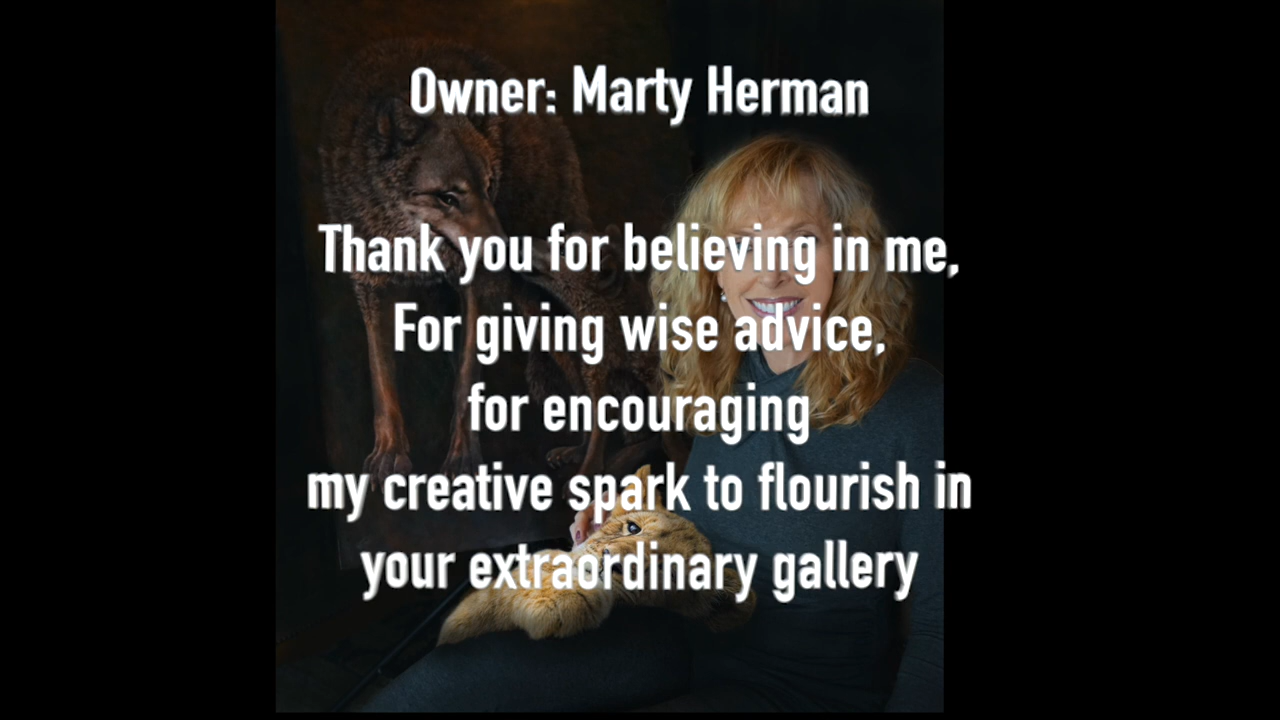 Owner: Marty Herman
Thank you for believing in me,
For giving wise advice,
for encouraging
my creative spark to flourish in
your extraordinary gallery